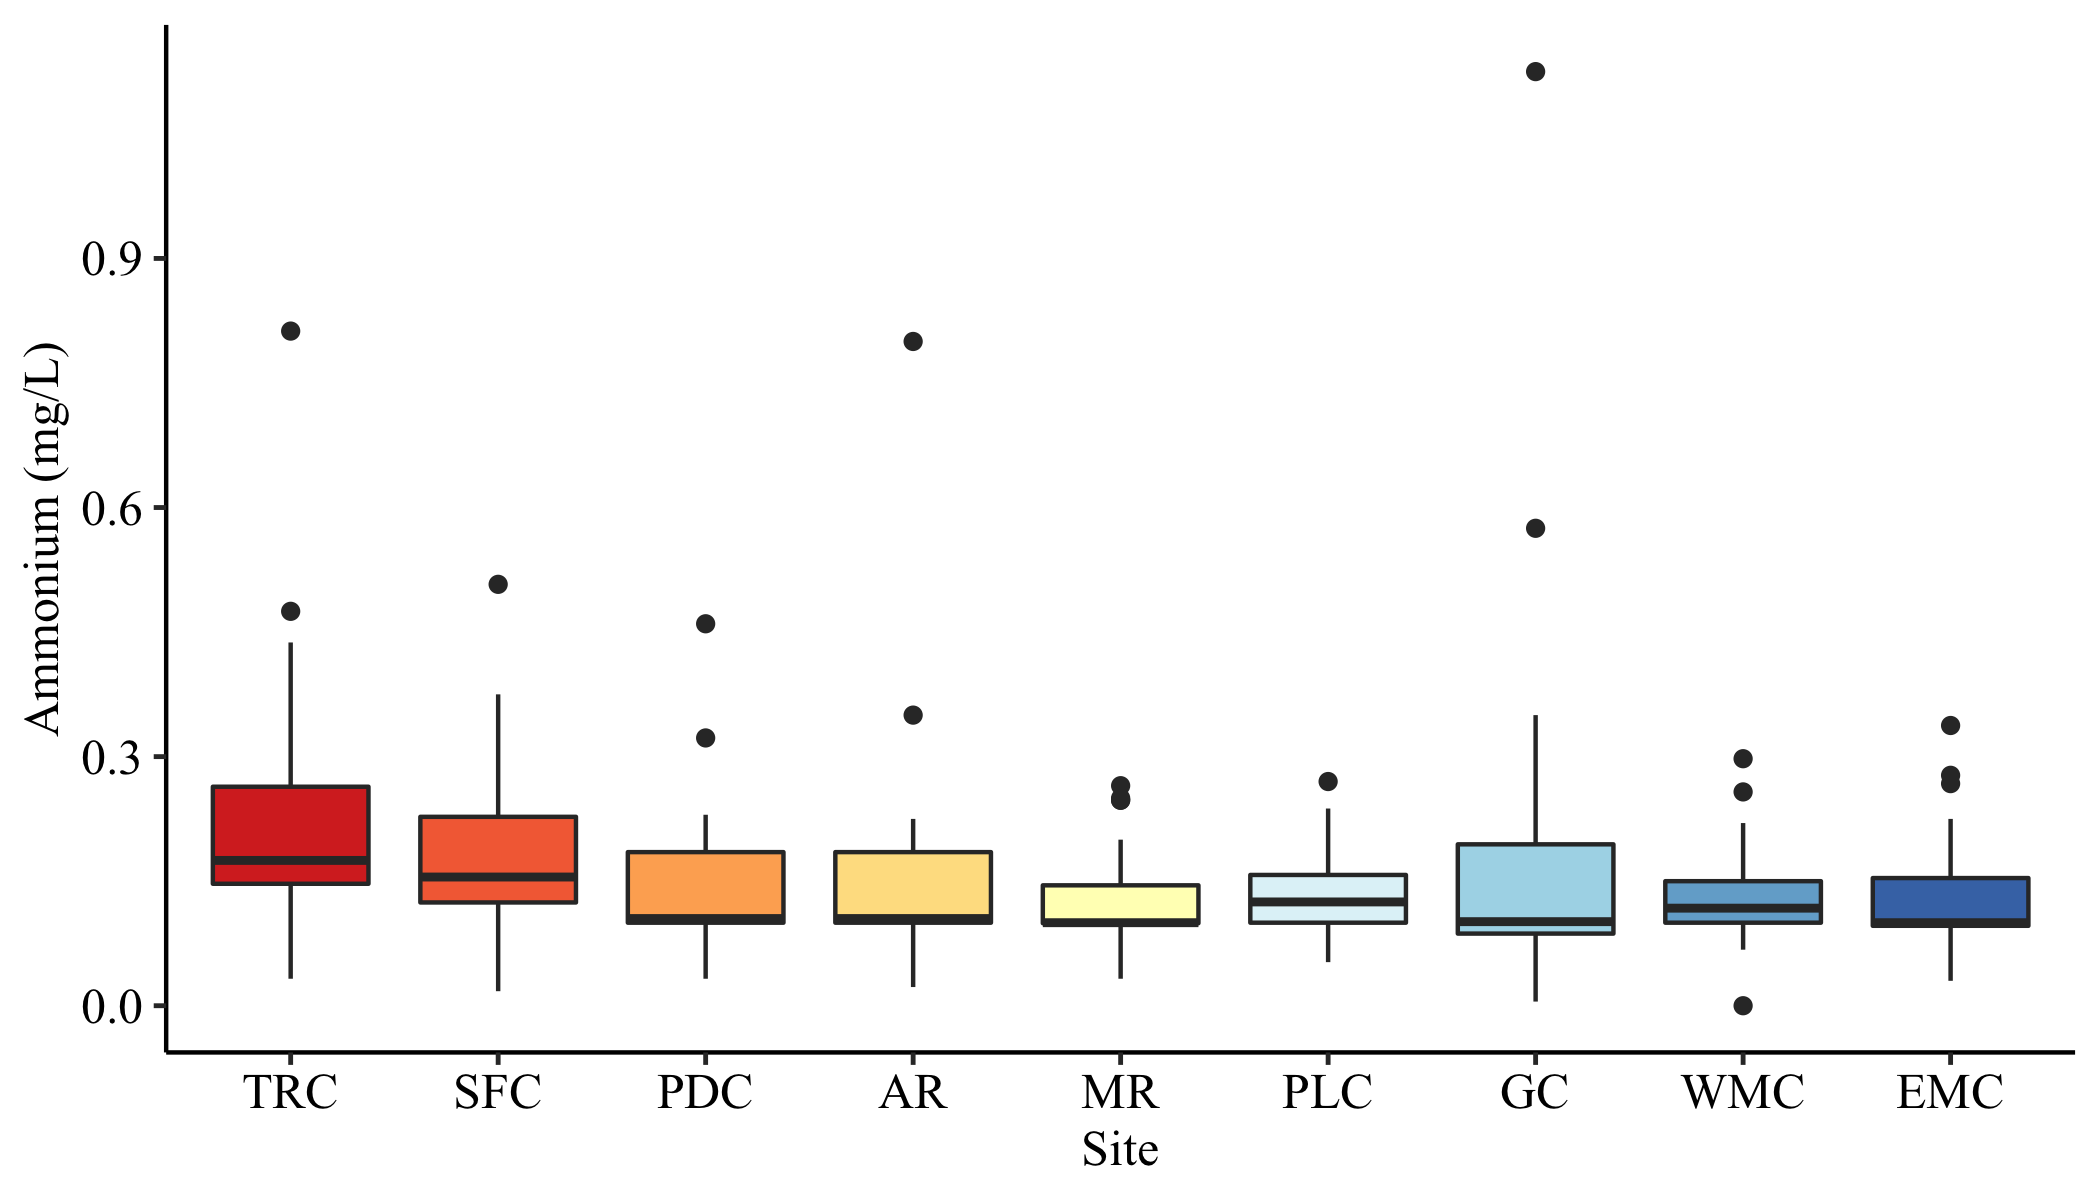 Ammonium (mg/L)
0.9
0.6
0.3
0.0
TRC SFC PDC AR MR PLC GC WMC EMC
Site